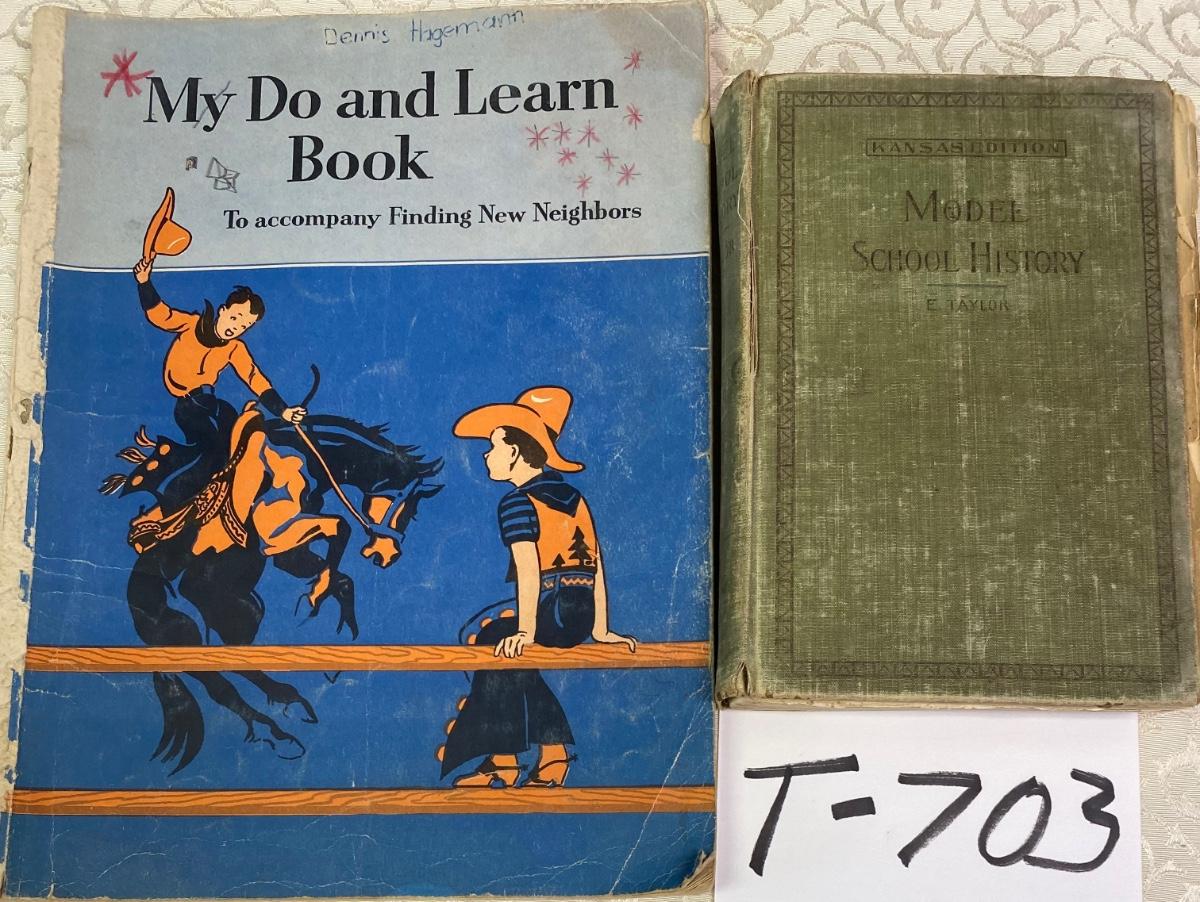 Dennis Hagemann
My Do and Learn
Book
To accompany Finding New Neighbors
KANSAS EDITION
MODEL
SCHOOL HISTORY
E. TAYLOR
T-703